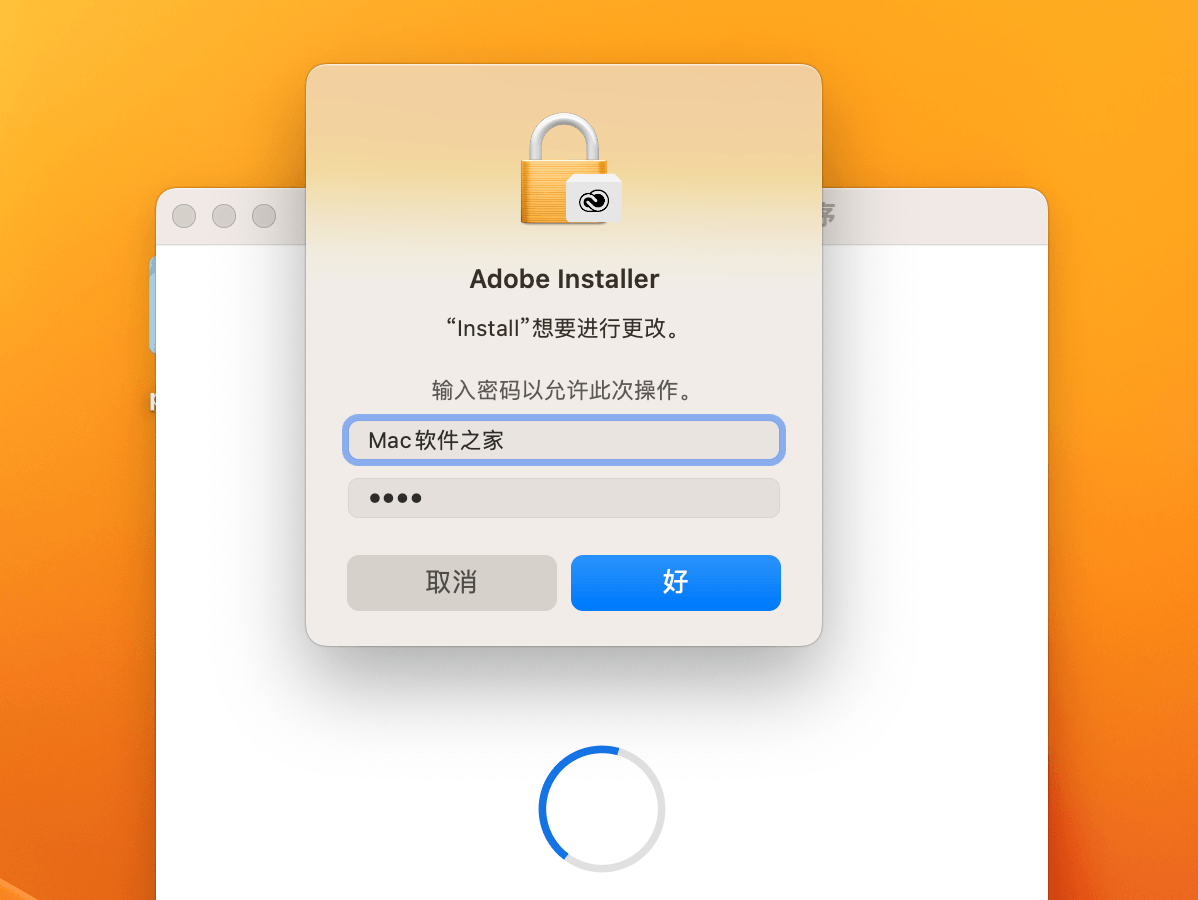 序
Adobe Installer
“Install”想要进行更改。
输入密码以允许此次操作。
Mac软件之家
••••
取消
好